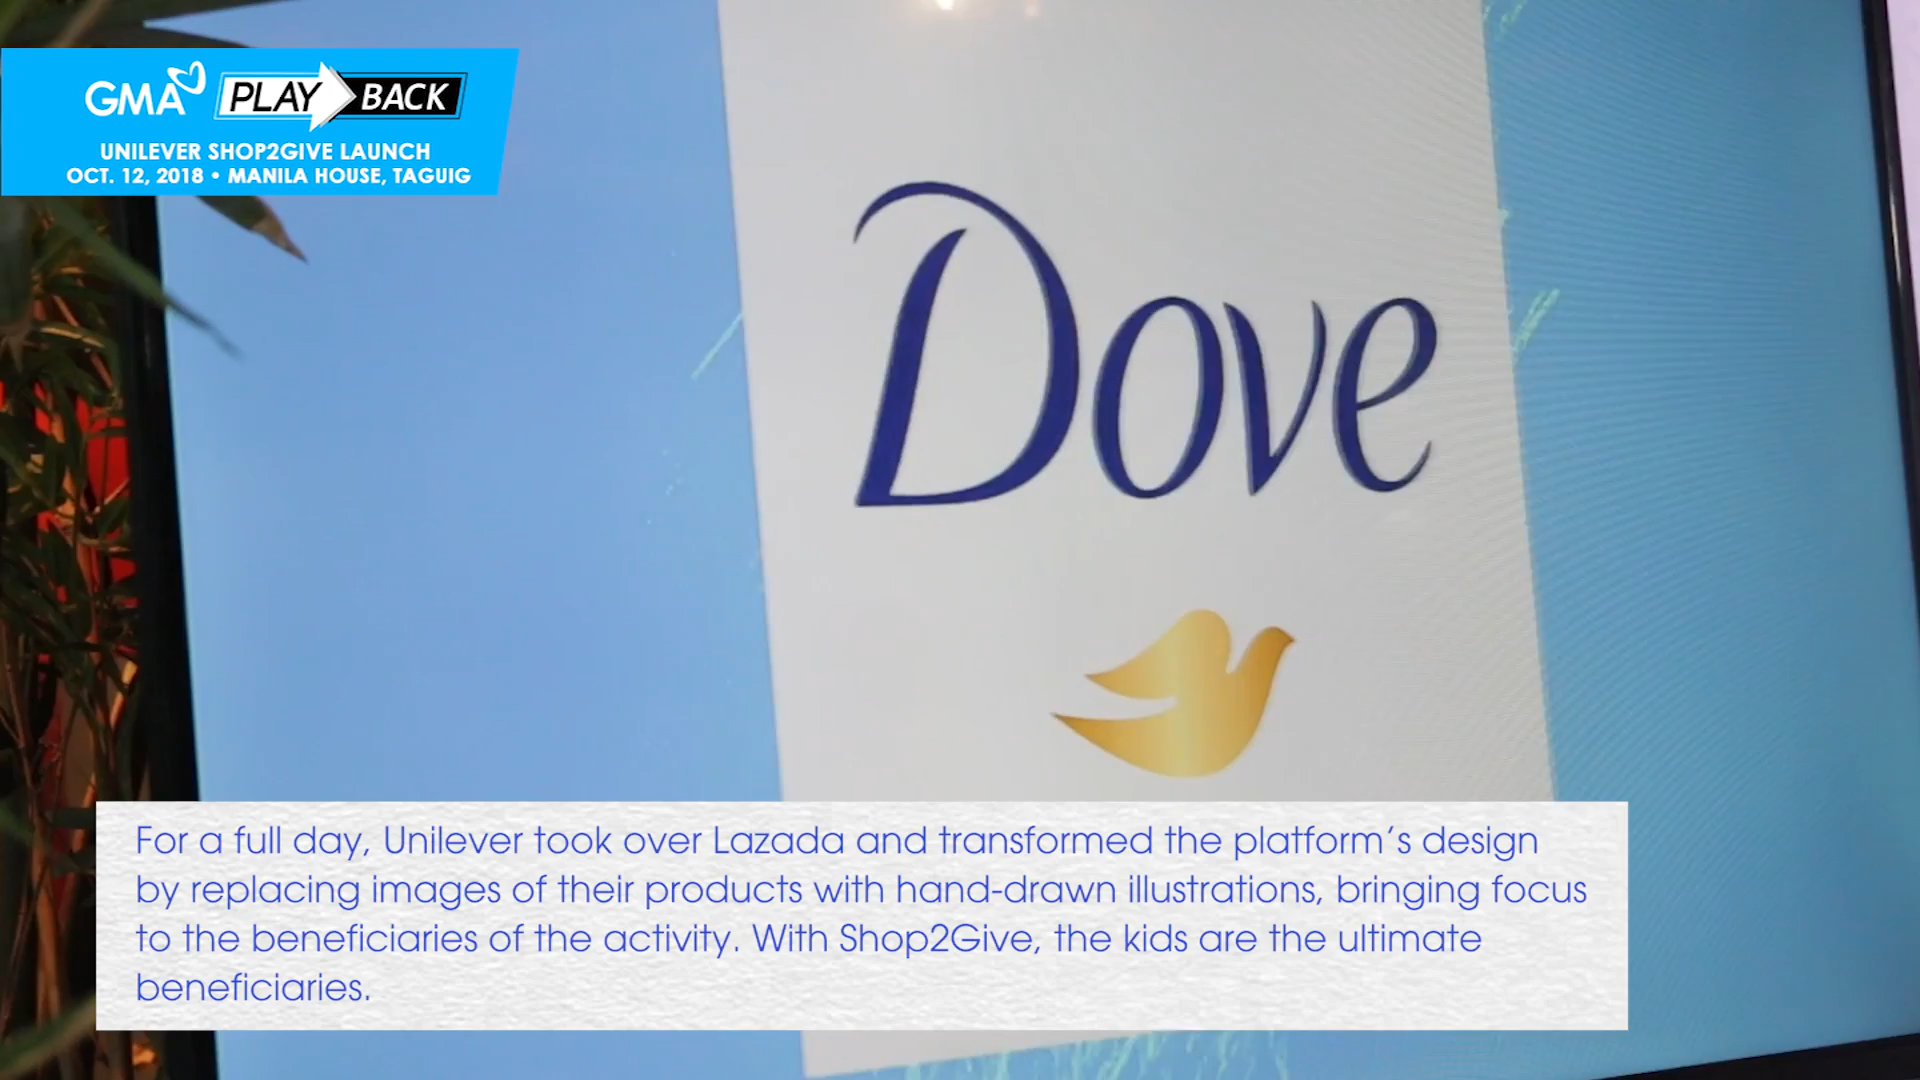 GMA PLAY BACK
UNILEVER SHOP2GIVE LAUNCH
OCT. 12, 2018 • MANILA HOUSE, TAGUIG
Dove
For a full day, Unilever took over Lazada and transformed the platform's design
by replacing images of their products with hand-drawn illustrations, bringing focus
to the beneficiaries of the activity. With Shop2Give, the kids are the ultimate
beneficiaries.